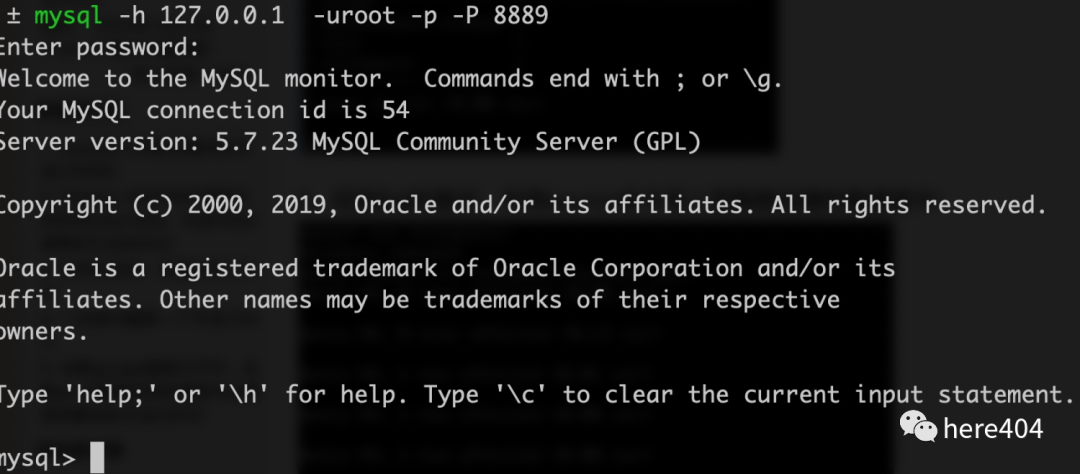 ± mysql -h 127.0.0.1  -uroot -p -P 8889
Enter password:
Welcome to the MySQL monitor.  Commands end with ; or \g.
Your MySQL connection id is 54
Server version: 5.7.23 MySQL Community Server (GPL)
Copyright (c) 2000, 2019, Oracle and/or its affiliates. All rights reserved.
Oracle is a registered trademark of Oracle Corporation and/or its
affiliates. Other names may be trademarks of their respective
owners.
Type 'help;' or '\h' for help. Type '\c' to clear the current input statement.
here404
mysql>